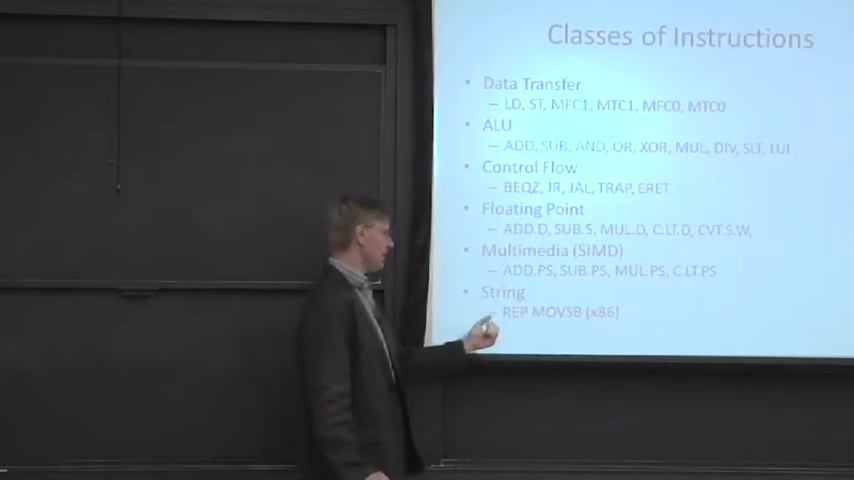 Classes of Instructions
• Data Transfer
– LD, ST, MFC1, MTC1, MFC0, MTC0
• ALU
– ADD, SUB, AND, OR, XOR, MUL, DIV, SLT, LUI
• Control Flow
– BEQZ, JR, JAL, TRAP, ERET
• Floating Point
– ADD.D, SUB.S, MUL.D, C.LT.D, CVT.S.W,
• Multimedia (SIMD)
– ADD.PS, SUB.PS, MUL.PS, C.LT.PS
• String
– REP MOVSB (x86)